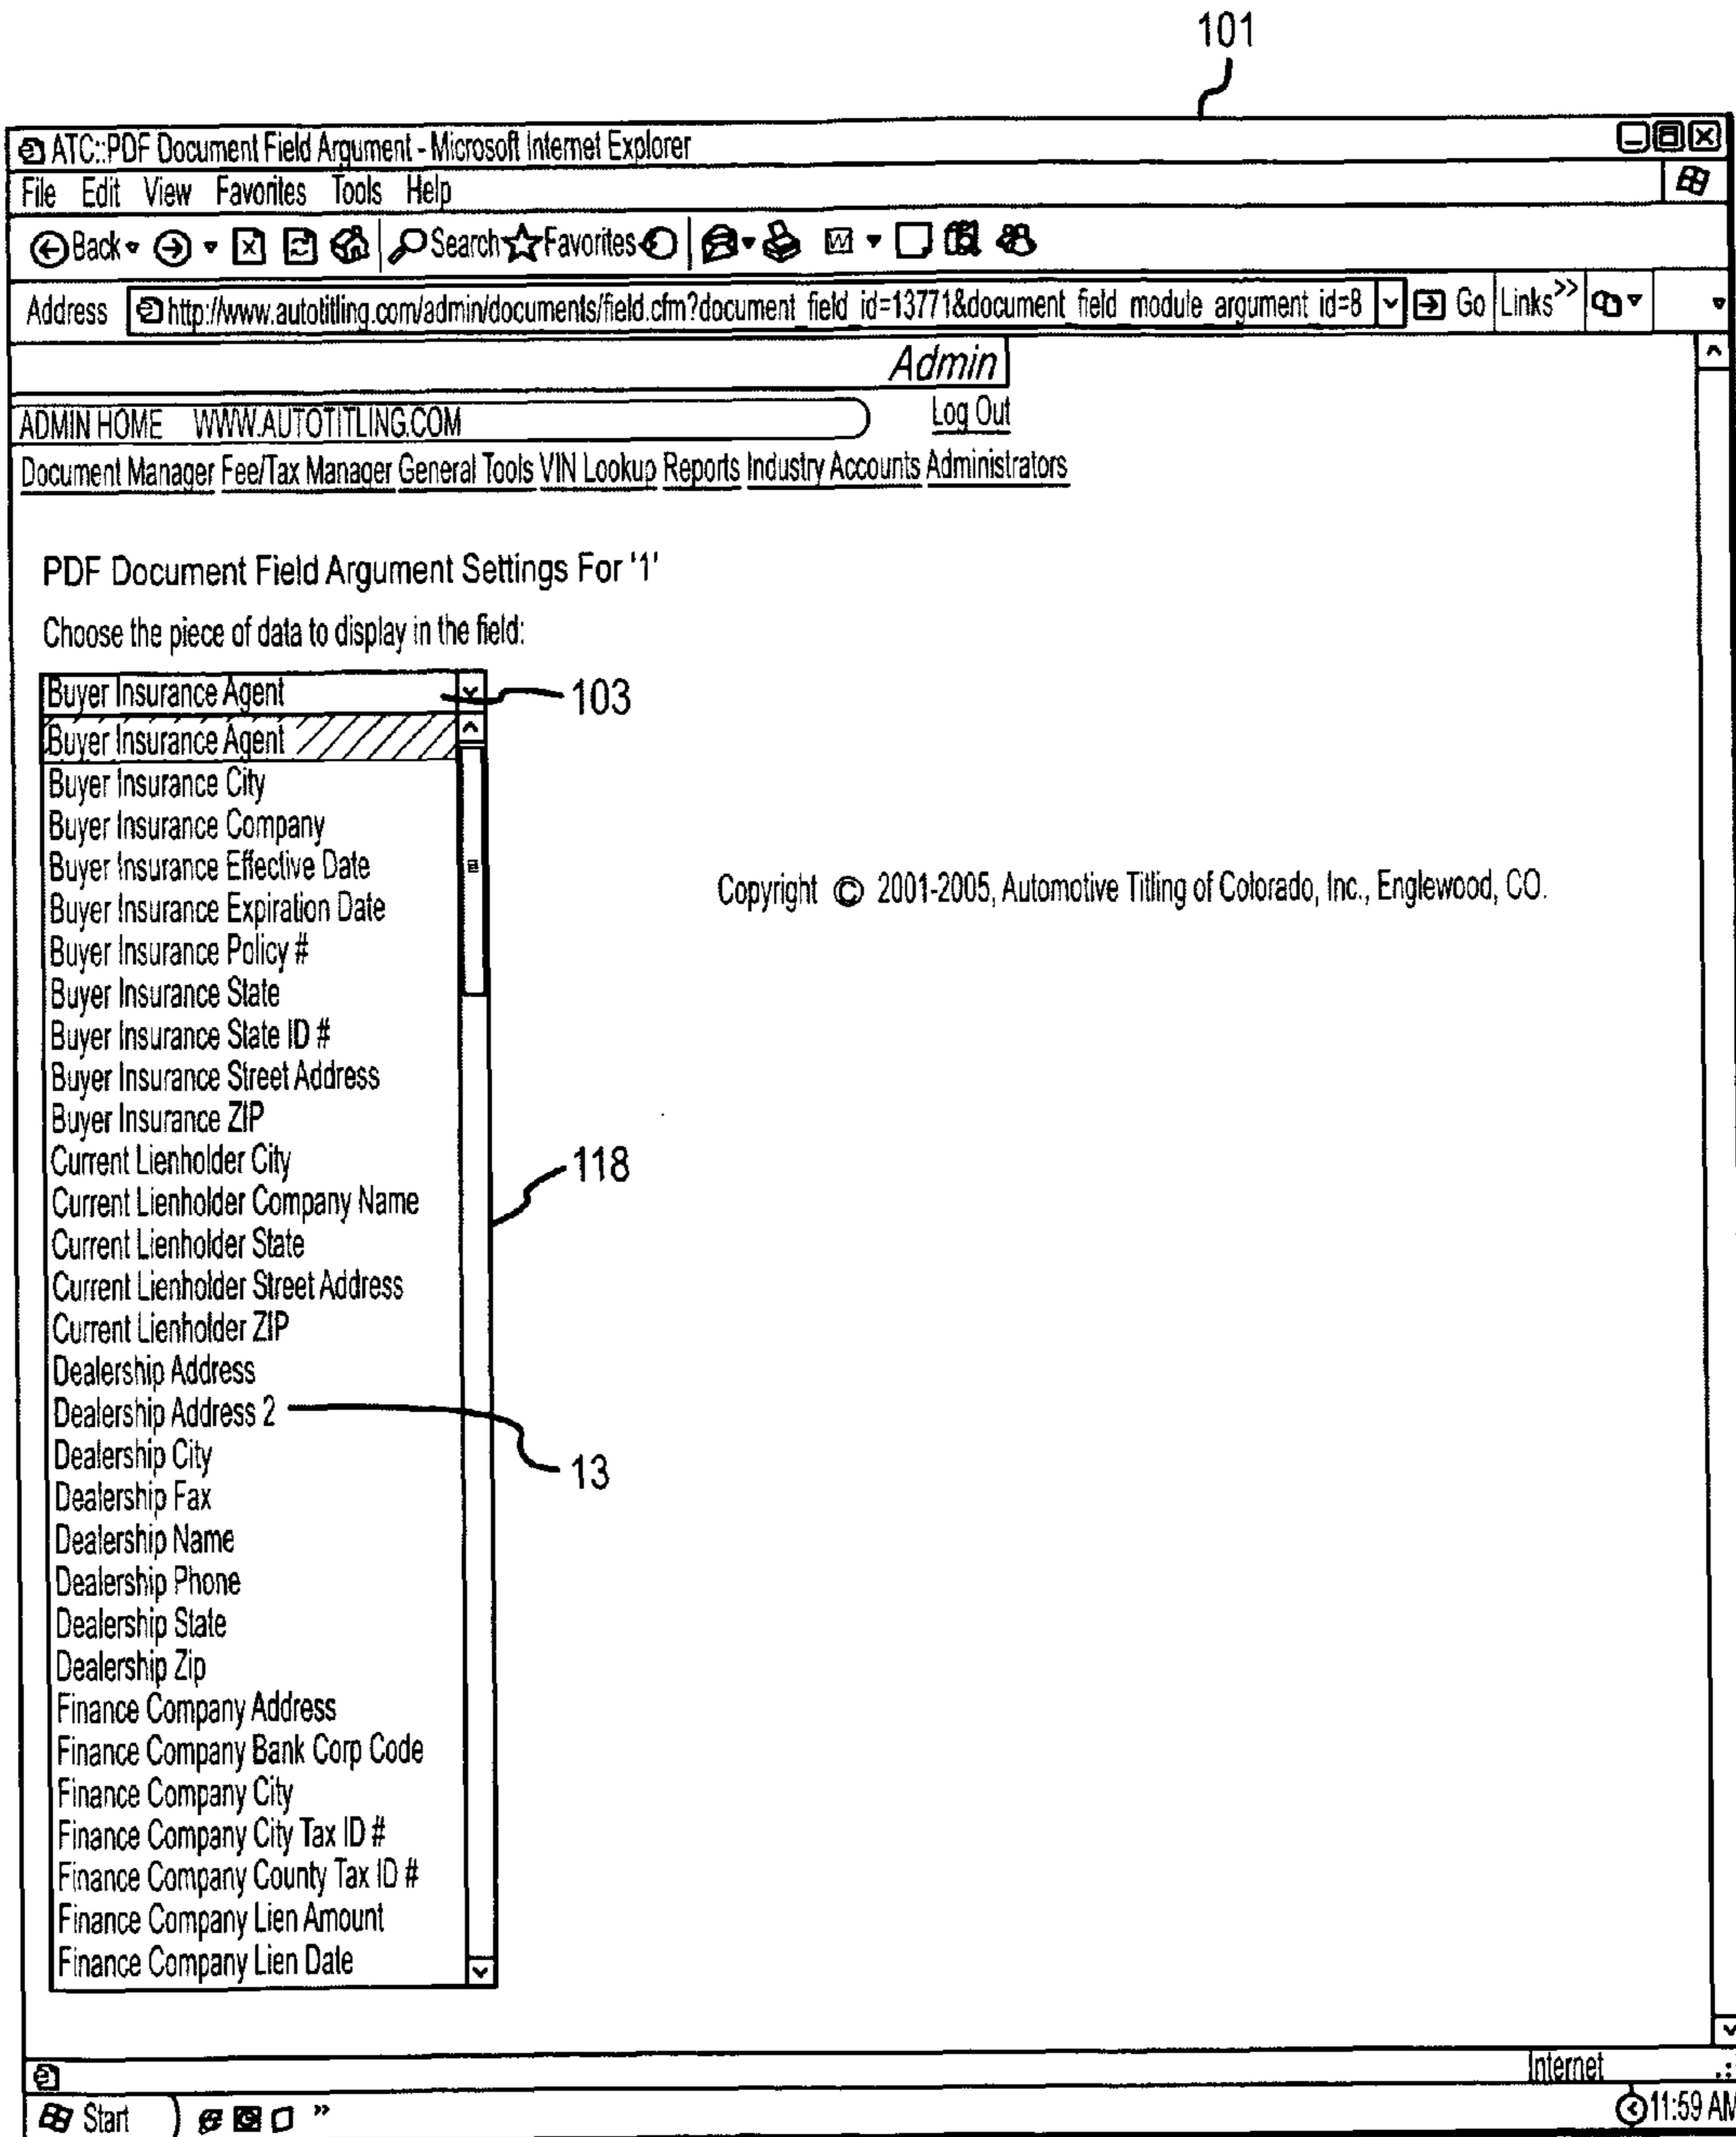 101
ATC::PDF Document Field Argument - Microsoft Internet Explorer
File Edit View Favorites Tools Help
Back Search Favorites
Address http://www.autotitling.com/admin/documents/field.cfm?document_field_id=13771&document_field_module_argument_id=8 Go Links >>
Admin
ADMIN HOME WWW.AUTOTITLING.COM Log Out
Document Manager Fee/Tax Manager General Tools VIN Lookup Reports Industry Accounts Administrators
PDF Document Field Argument Settings For '1'
Choose the piece of data to display in the field:
Buyer Insurance Agent 103
Buyer Insurance Agent
Buyer Insurance City
Buyer Insurance Company
Buyer Insurance Effective Date
Copyright © 2001-2005, Automotive Titling of Colorado, Inc., Englewood, CO.
Buyer Insurance Expiration Date
Buyer Insurance Policy #
Buyer Insurance State
Buyer Insurance State ID #
Buyer Insurance Street Address
Buyer Insurance ZIP
Current Lienholder City 118
Current Lienholder Company Name
Current Lienholder State
Current Lienholder Street Address
Current Lienholder ZIP
Dealership Address
Dealership Address 2
Dealership City 13
Dealership Fax
Dealership Name
Dealership Phone
Dealership State
Dealership Zip
Finance Company Address
Finance Company Bank Corp Code
Finance Company City
Finance Company City Tax ID #
Finance Company County Tax ID #
Finance Company Lien Amount
Finance Company Lien Date
Internet
Start » 11:59 AM